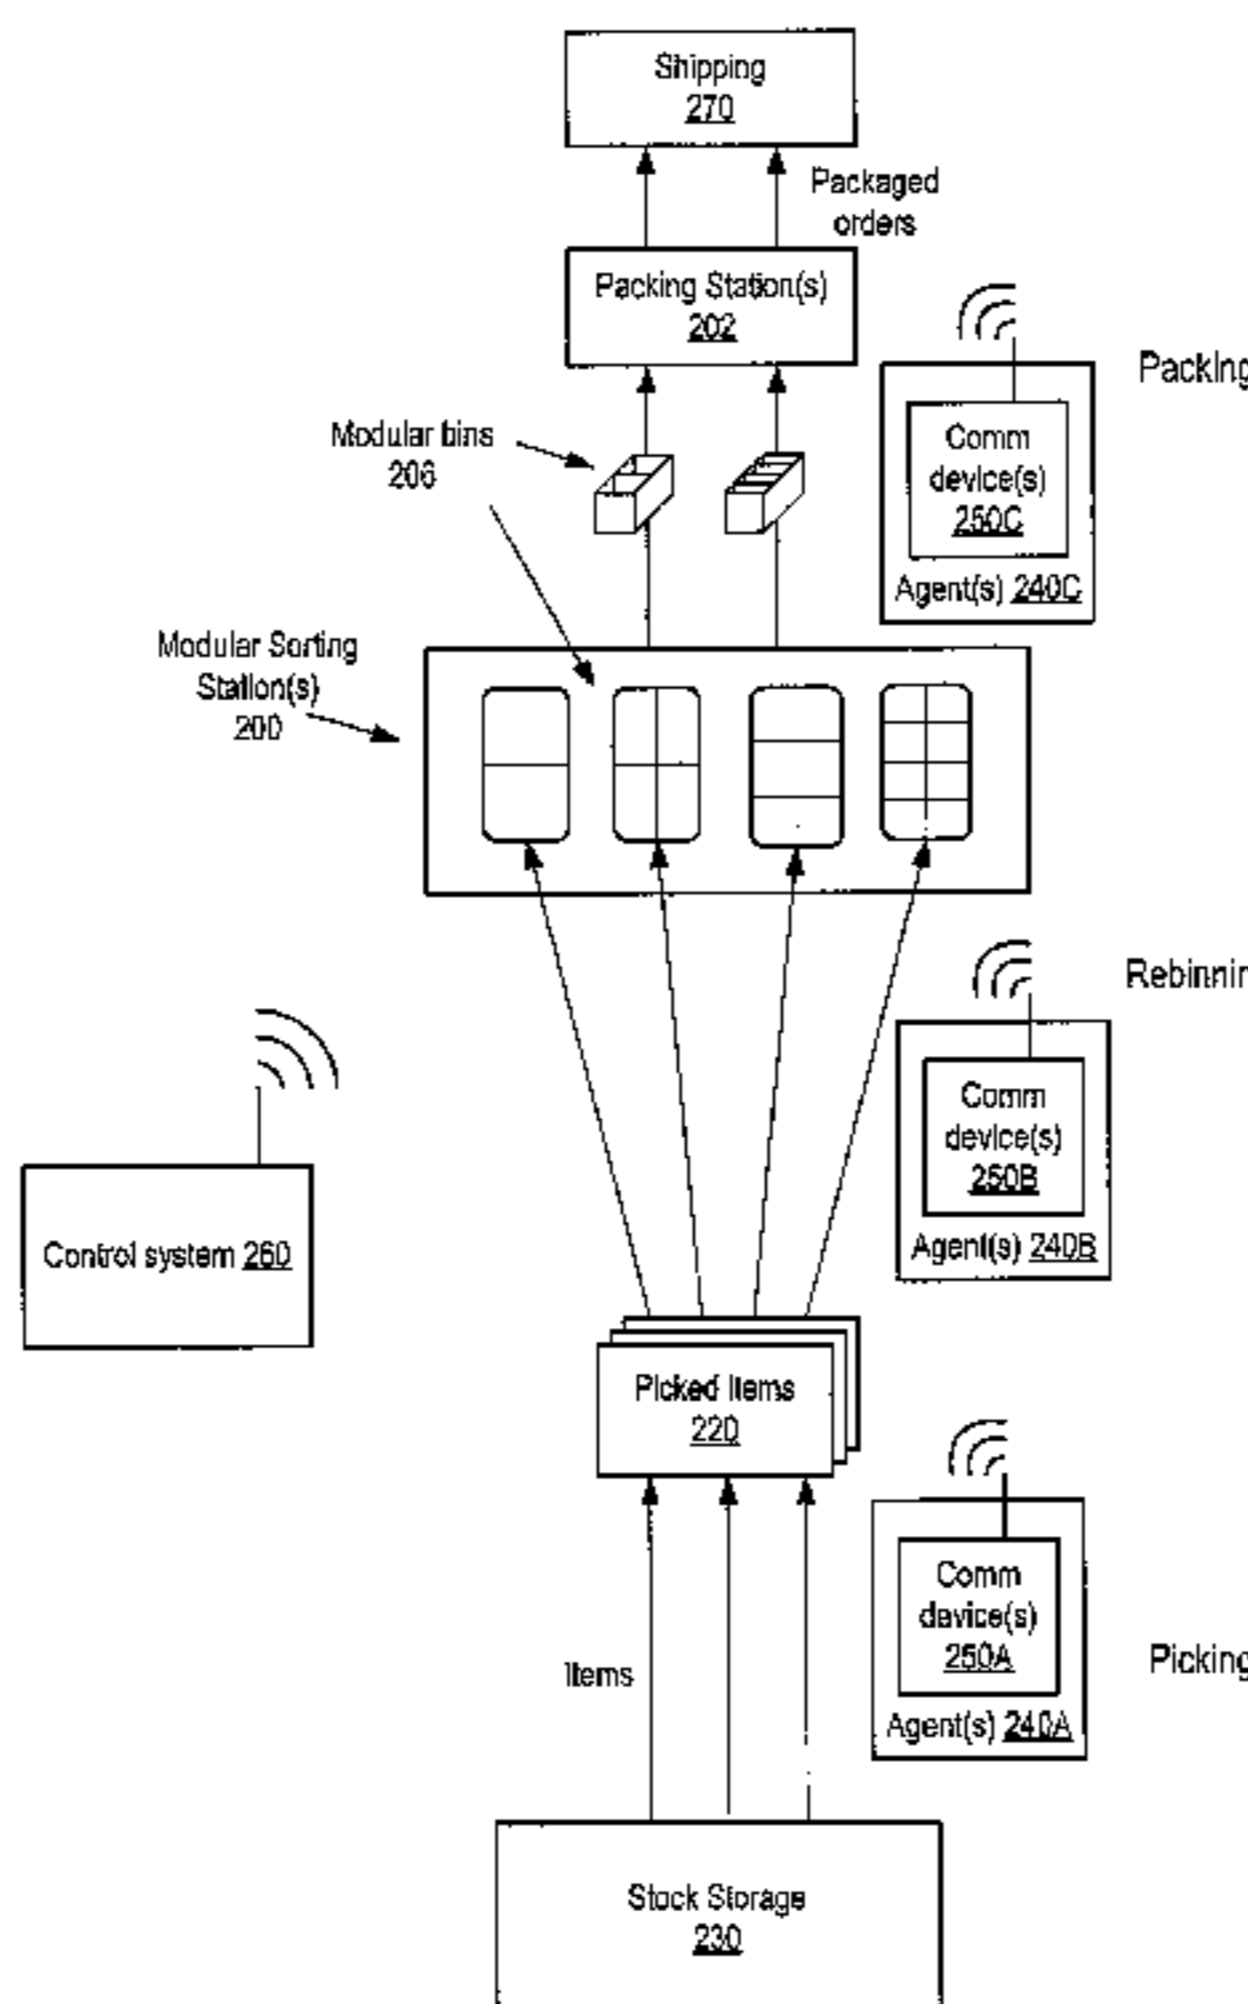 Shipping
270
Packaged
orders
Packing Station(s)
202
Packing
Modular bins
206
Comm
device(s)
250C
Agent(s) 240C
Modular Sorting
Station(s)
200
Rebinnin
Comm
device(s)
250B
Agent(s) 240B
Control system 260
Picked Items
220
Comm
device(s)
250A
Agent(s) 240A
Items
Picking
Stock Storage
230